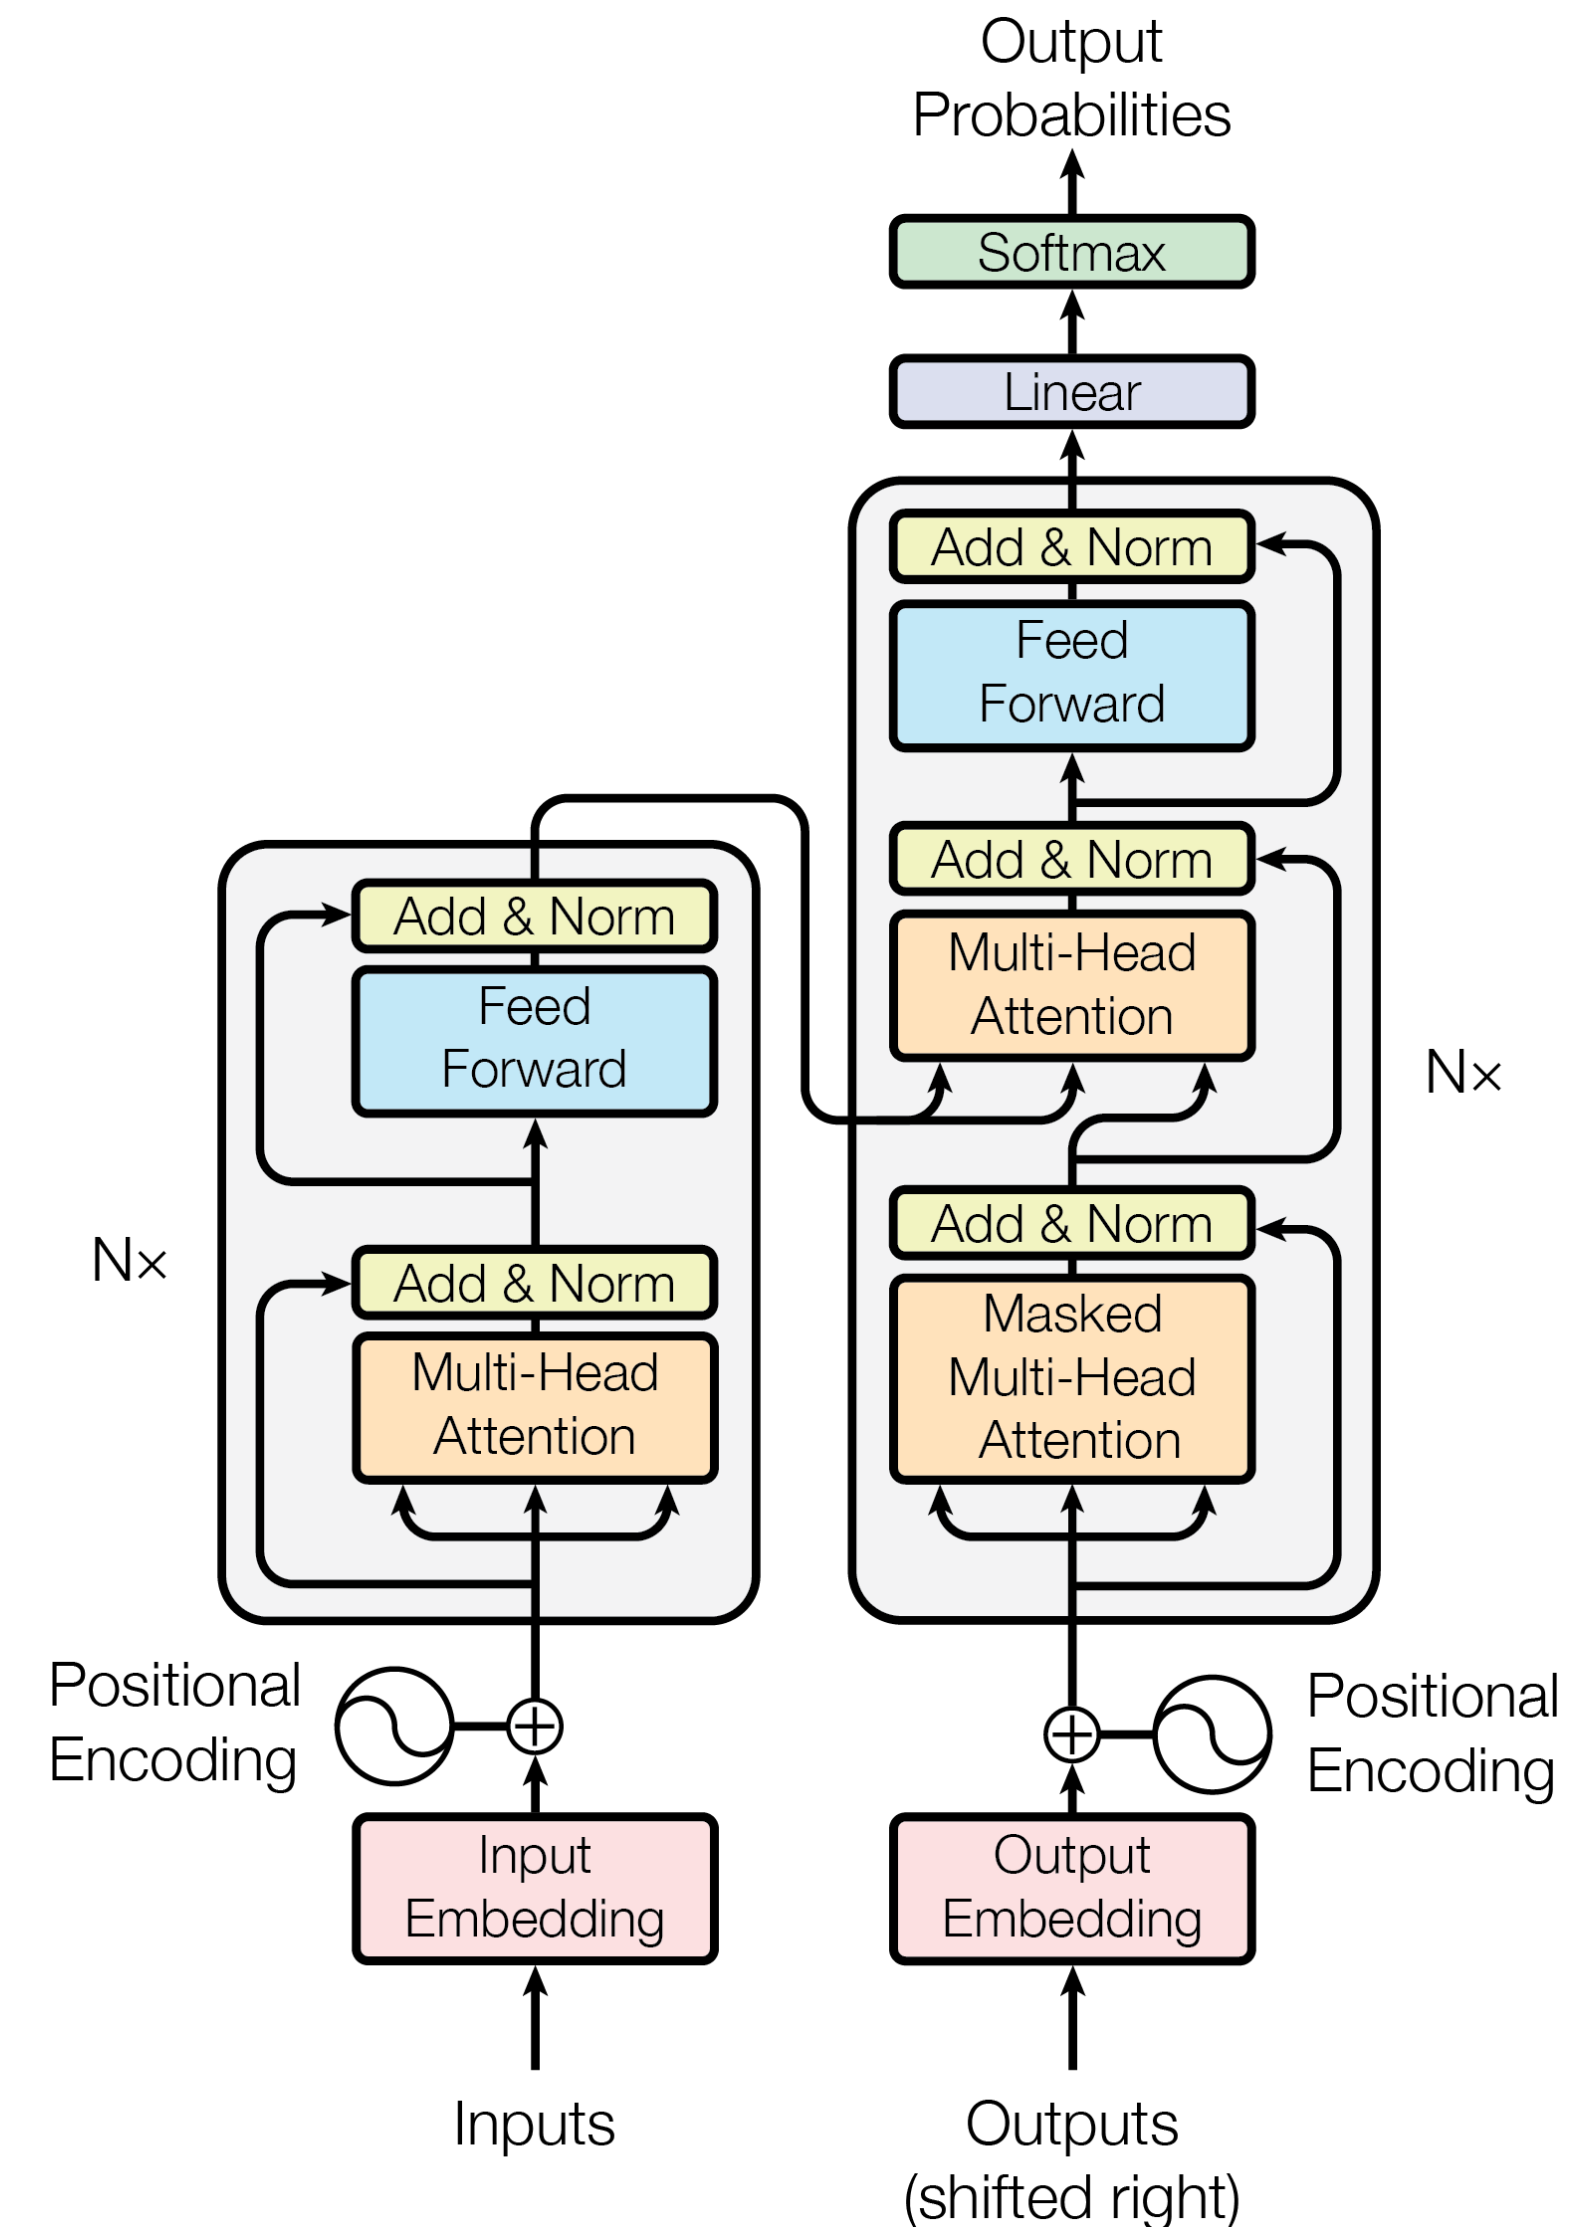 Output
Probabilities
Softmax
Linear
Add & Norm
Feed
Forward
Add & Norm
Multi-Head
Attention
N×
Add & Norm
Masked
Multi-Head
Attention
Add & Norm
Feed
Forward
N×
Add & Norm
Multi-Head
Attention
Positional
Encoding
Positional
Encoding
Input
Embedding
Output
Embedding
Inputs
Outputs
(shifted right)